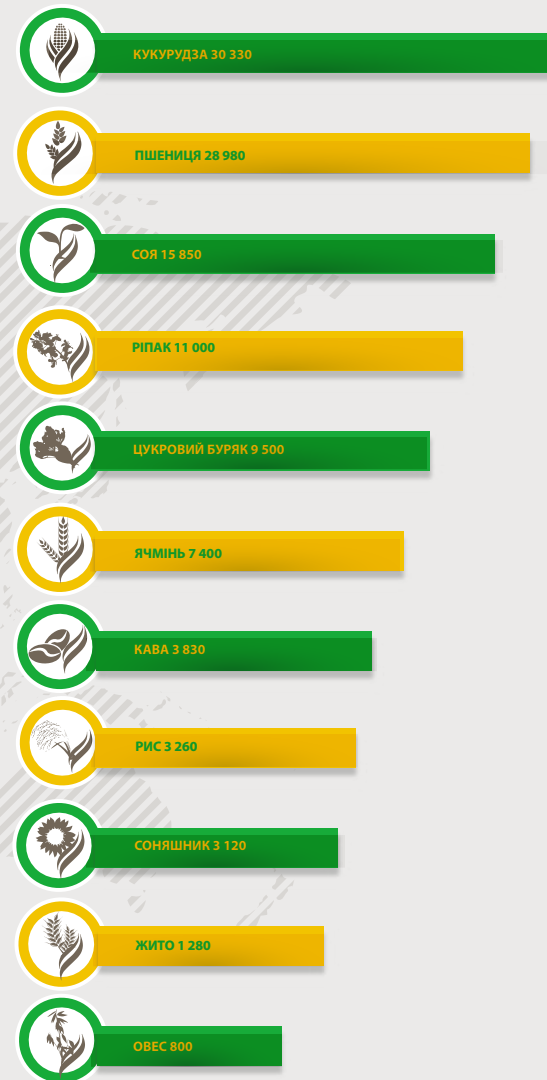 КУКУРУДЗА 30 330
ПШЕНИЦЯ 28 980
СОЯ 15 850
РІПАК 11 000
ЦУКРОВИЙ БУРЯК 9 500
ЯЧМІНЬ 7 400
КАВА 3 830
РИС 3 260
СОНЯШНИК 3 120
ЖИТО 1 280
ОВЕС 800